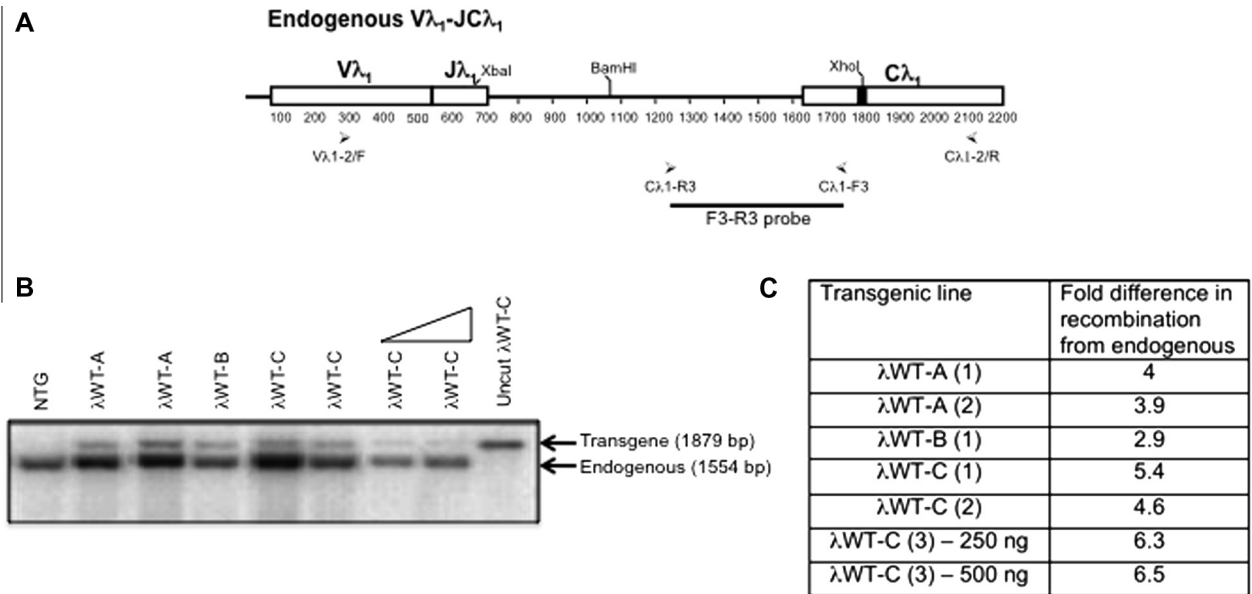 A
Endogenous Vλ1-JCλ1
Vλ1 Jλ1 XbaI BamHI XhoI Cλ1
100 200 300 400 500 600 700 800 900 1000 1100 1200 1300 1400 1500 1600 1700 1800 1900 2000 2100 2200
Vλ1-2/F Cλ1-2/R
Cλ1-R3 Cλ1-F3
F3-R3 probe
B
NTG
λWT-A
λWT-A
λWT-B
λWT-C
λWT-C
λWT-C
λWT-C
Uncut λWT-C
Transgene (1879 bp)
Endogenous (1554 bp)
C
Transgenic line Fold difference in
recombination
from endogenous
λWT-A (1) 4
λWT-A (2) 3.9
λWT-B (1) 2.9
λWT-C (1) 5.4
λWT-C (2) 4.6
λWT-C (3) – 250 ng 6.3
λWT-C (3) – 500 ng 6.5